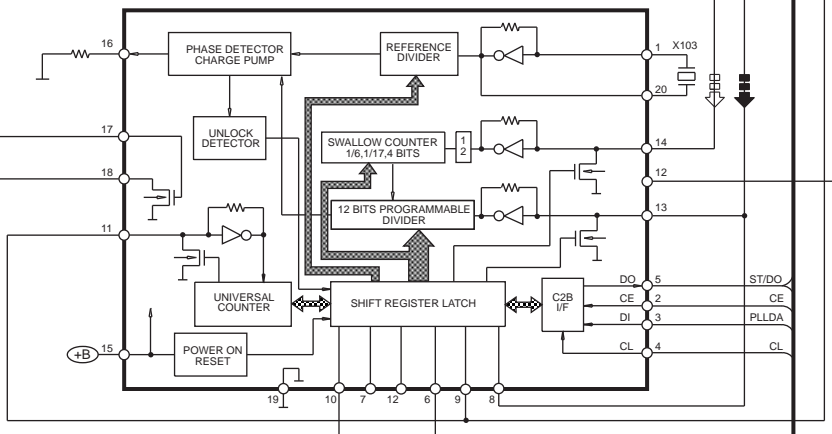 16
PHASE DETECTOR
CHARGE PUMP
REFERENCE
DIVIDER
1
X103
20
17
UNLOCK
DETECTOR
SWALLOW COUNTER
1/6,1/17,4 BITS
1
2
14
18
12
12 BITS PROGRAMMABLE
DIVIDER
13
11
UNIVERSAL
COUNTER
SHIFT REGISTER LATCH
C2B
I/F
DO
5
ST/DO
CE
2
CE
DI
3
PLLDA
CL
4
CL
+B
15
POWER ON
RESET
19
10
7
12
6
9
8